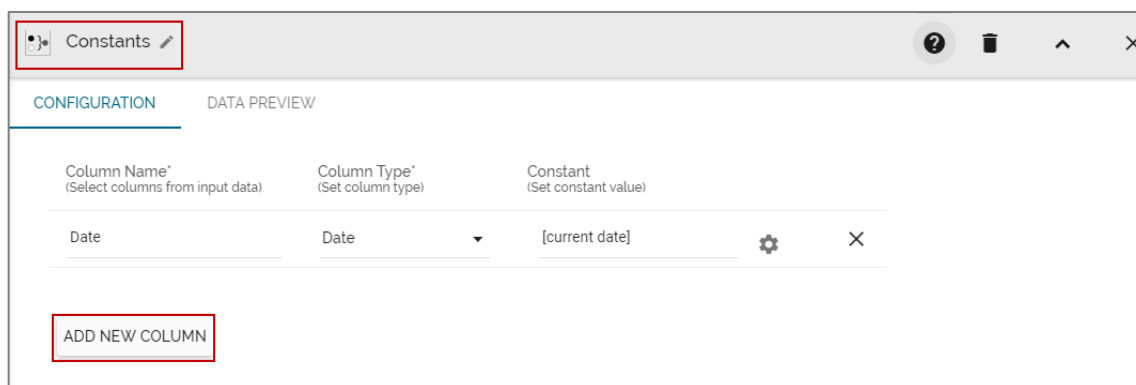 Constants
CONFIGURATION DATA PREVIEW
Column Name* Column Type* Constant
(Select columns from input data) (Set column type) (Set constant value)
Date Date [current date]
ADD NEW COLUMN